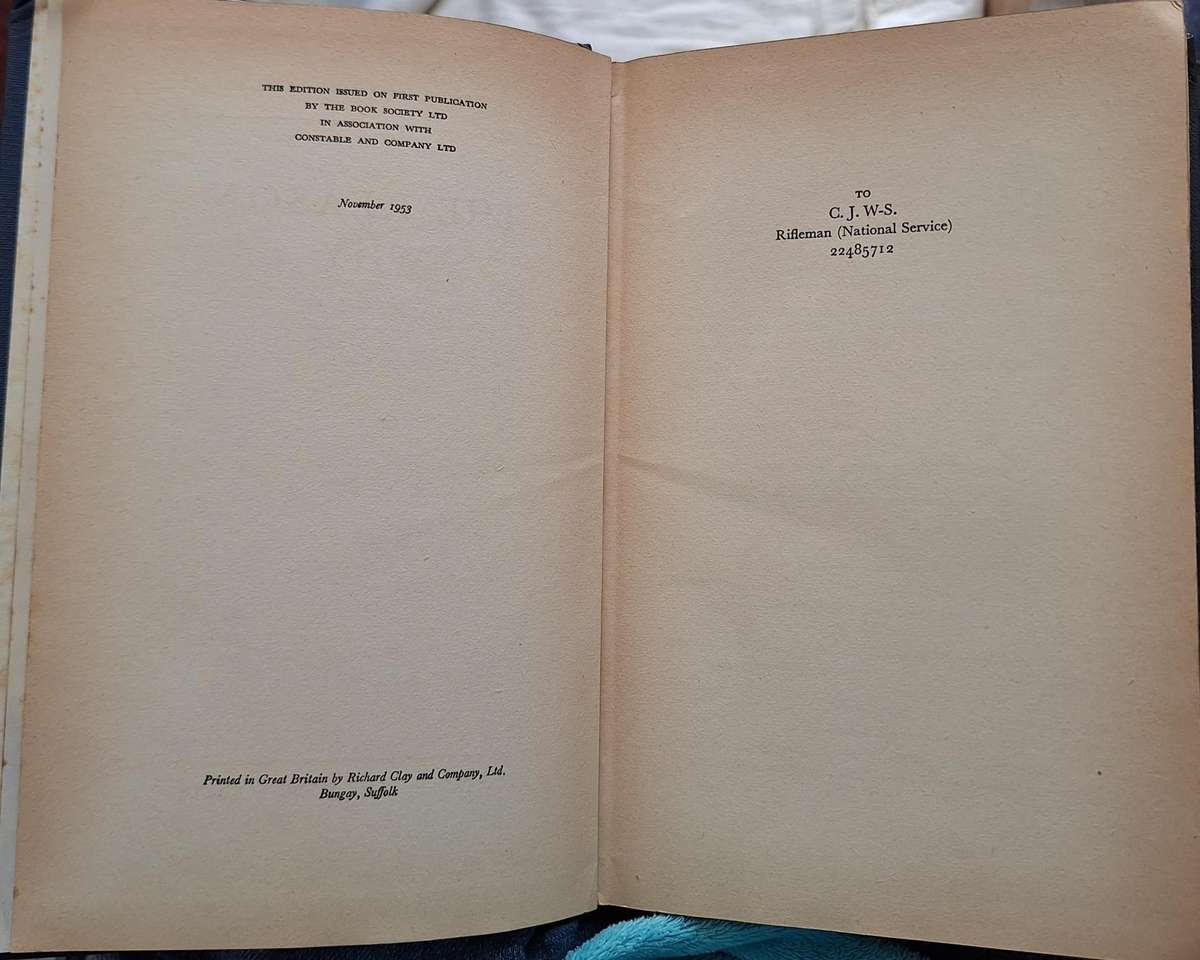 THIS EDITION ISSUED ON FIRST PUBLICATION
BY THE BOOK SOCIETY LTD
IN ASSOCIATION WITH
CONSTABLE AND COMPANY LTD
November 1953
Printed in Great Britain by Richard Clay and Company, Ltd.
Bungay, Suffolk
TO
C. J. W-S.
Rifleman (National Service)
22485712